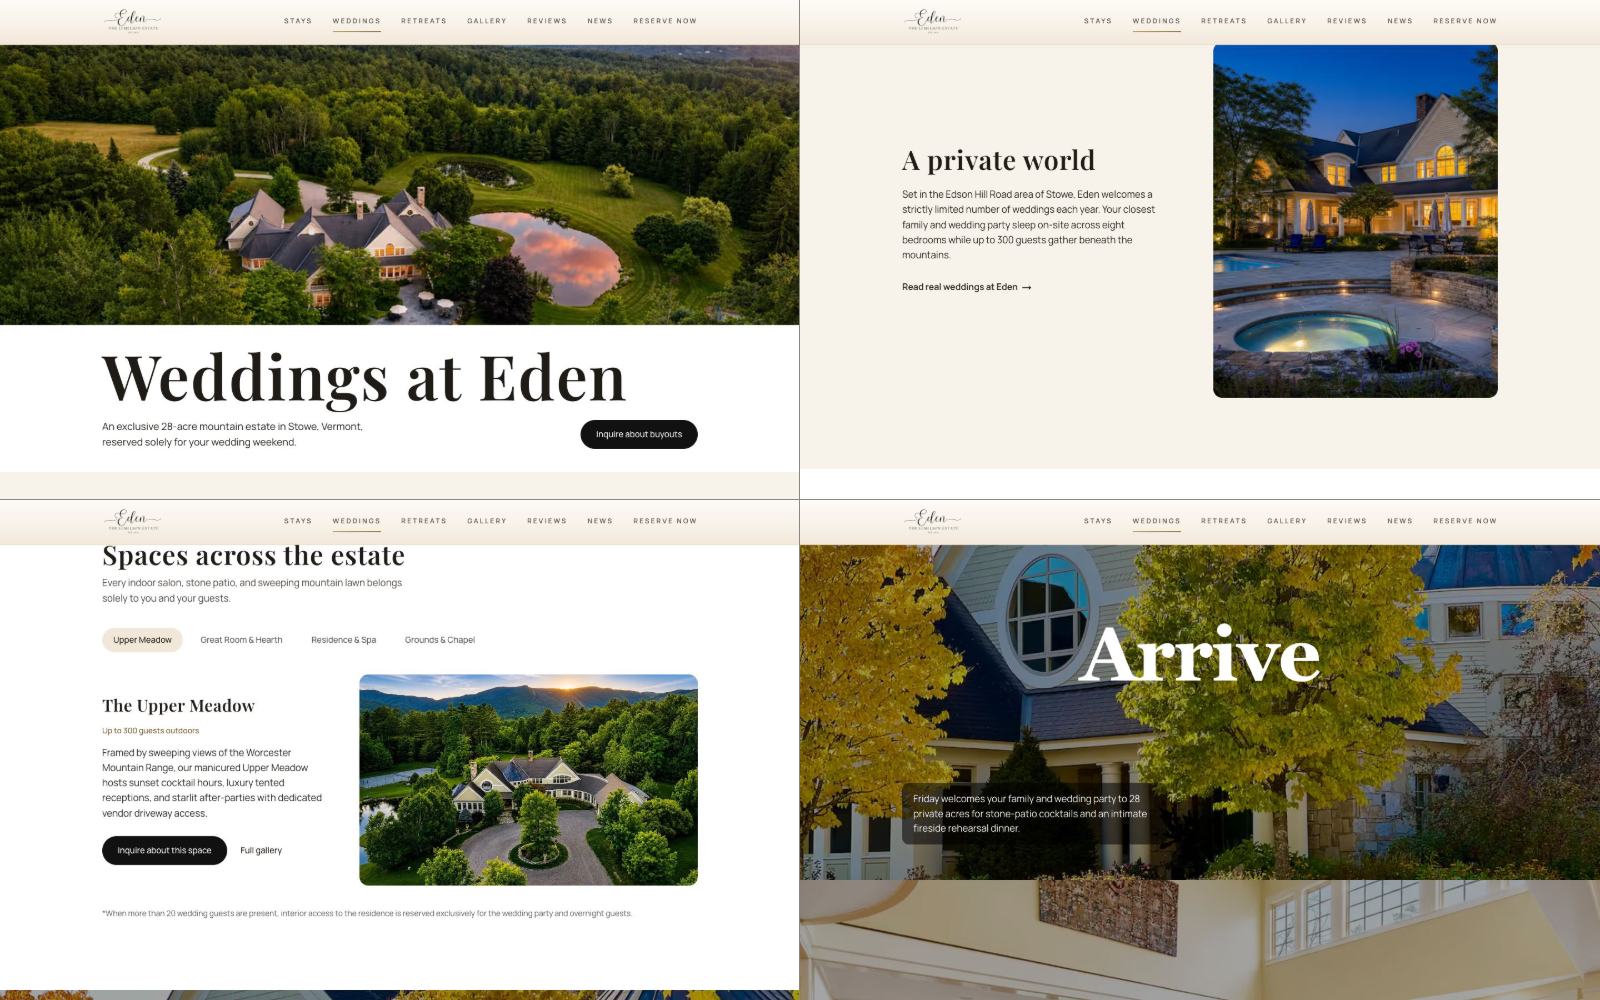 Eden
THE LUMLEAPN ESTATE
STAYS WEDDINGS RETREATS GALLERY REVIEWS NEWS RESERVE NOW
Weddings at Eden
An exclusive 28-acre mountain estate in Stowe, Vermont,
reserved solely for your wedding weekend.
Inquire about buyouts
Eden
STAYS WEDDINGS RETREATS GALLERY REVIEWS NEWS RESERVE NOW
A private world
Set in the Edson Hill Road area of Stowe, Eden welcomes a
strictly limited number of weddings each year. Your closest
family and wedding party sleep on-site across eight
bedrooms while up to 300 guests gather beneath the
mountains.
Read real weddings at Eden →
Eden
STAYS WEDDINGS RETREATS GALLERY REVIEWS NEWS RESERVE NOW
Spaces across the estate
Every indoor salon, stone patio, and sweeping mountain lawn belongs
solely to you and your guests.
Upper Meadow Great Room & Hearth Residence & Spa Grounds & Chapel
The Upper Meadow
Up to 300 guests outdoors
Framed by sweeping views of the Worcester
Mountain Range, our manicured Upper Meadow
hosts sunset cocktail hours, luxury tented
receptions, and starlit after-parties with dedicated
vendor driveway access.
Inquire about this space Full gallery
*When more than 20 wedding guests are present, interior access to the residence is reserved exclusively for the wedding party and overnight guests.
Eden
STAYS WEDDINGS RETREATS GALLERY REVIEWS NEWS RESERVE NOW
Arrive
Friday welcomes your family and wedding party to 28
private acres for stone-patio cocktails and an intimate
fireside rehearsal dinner.